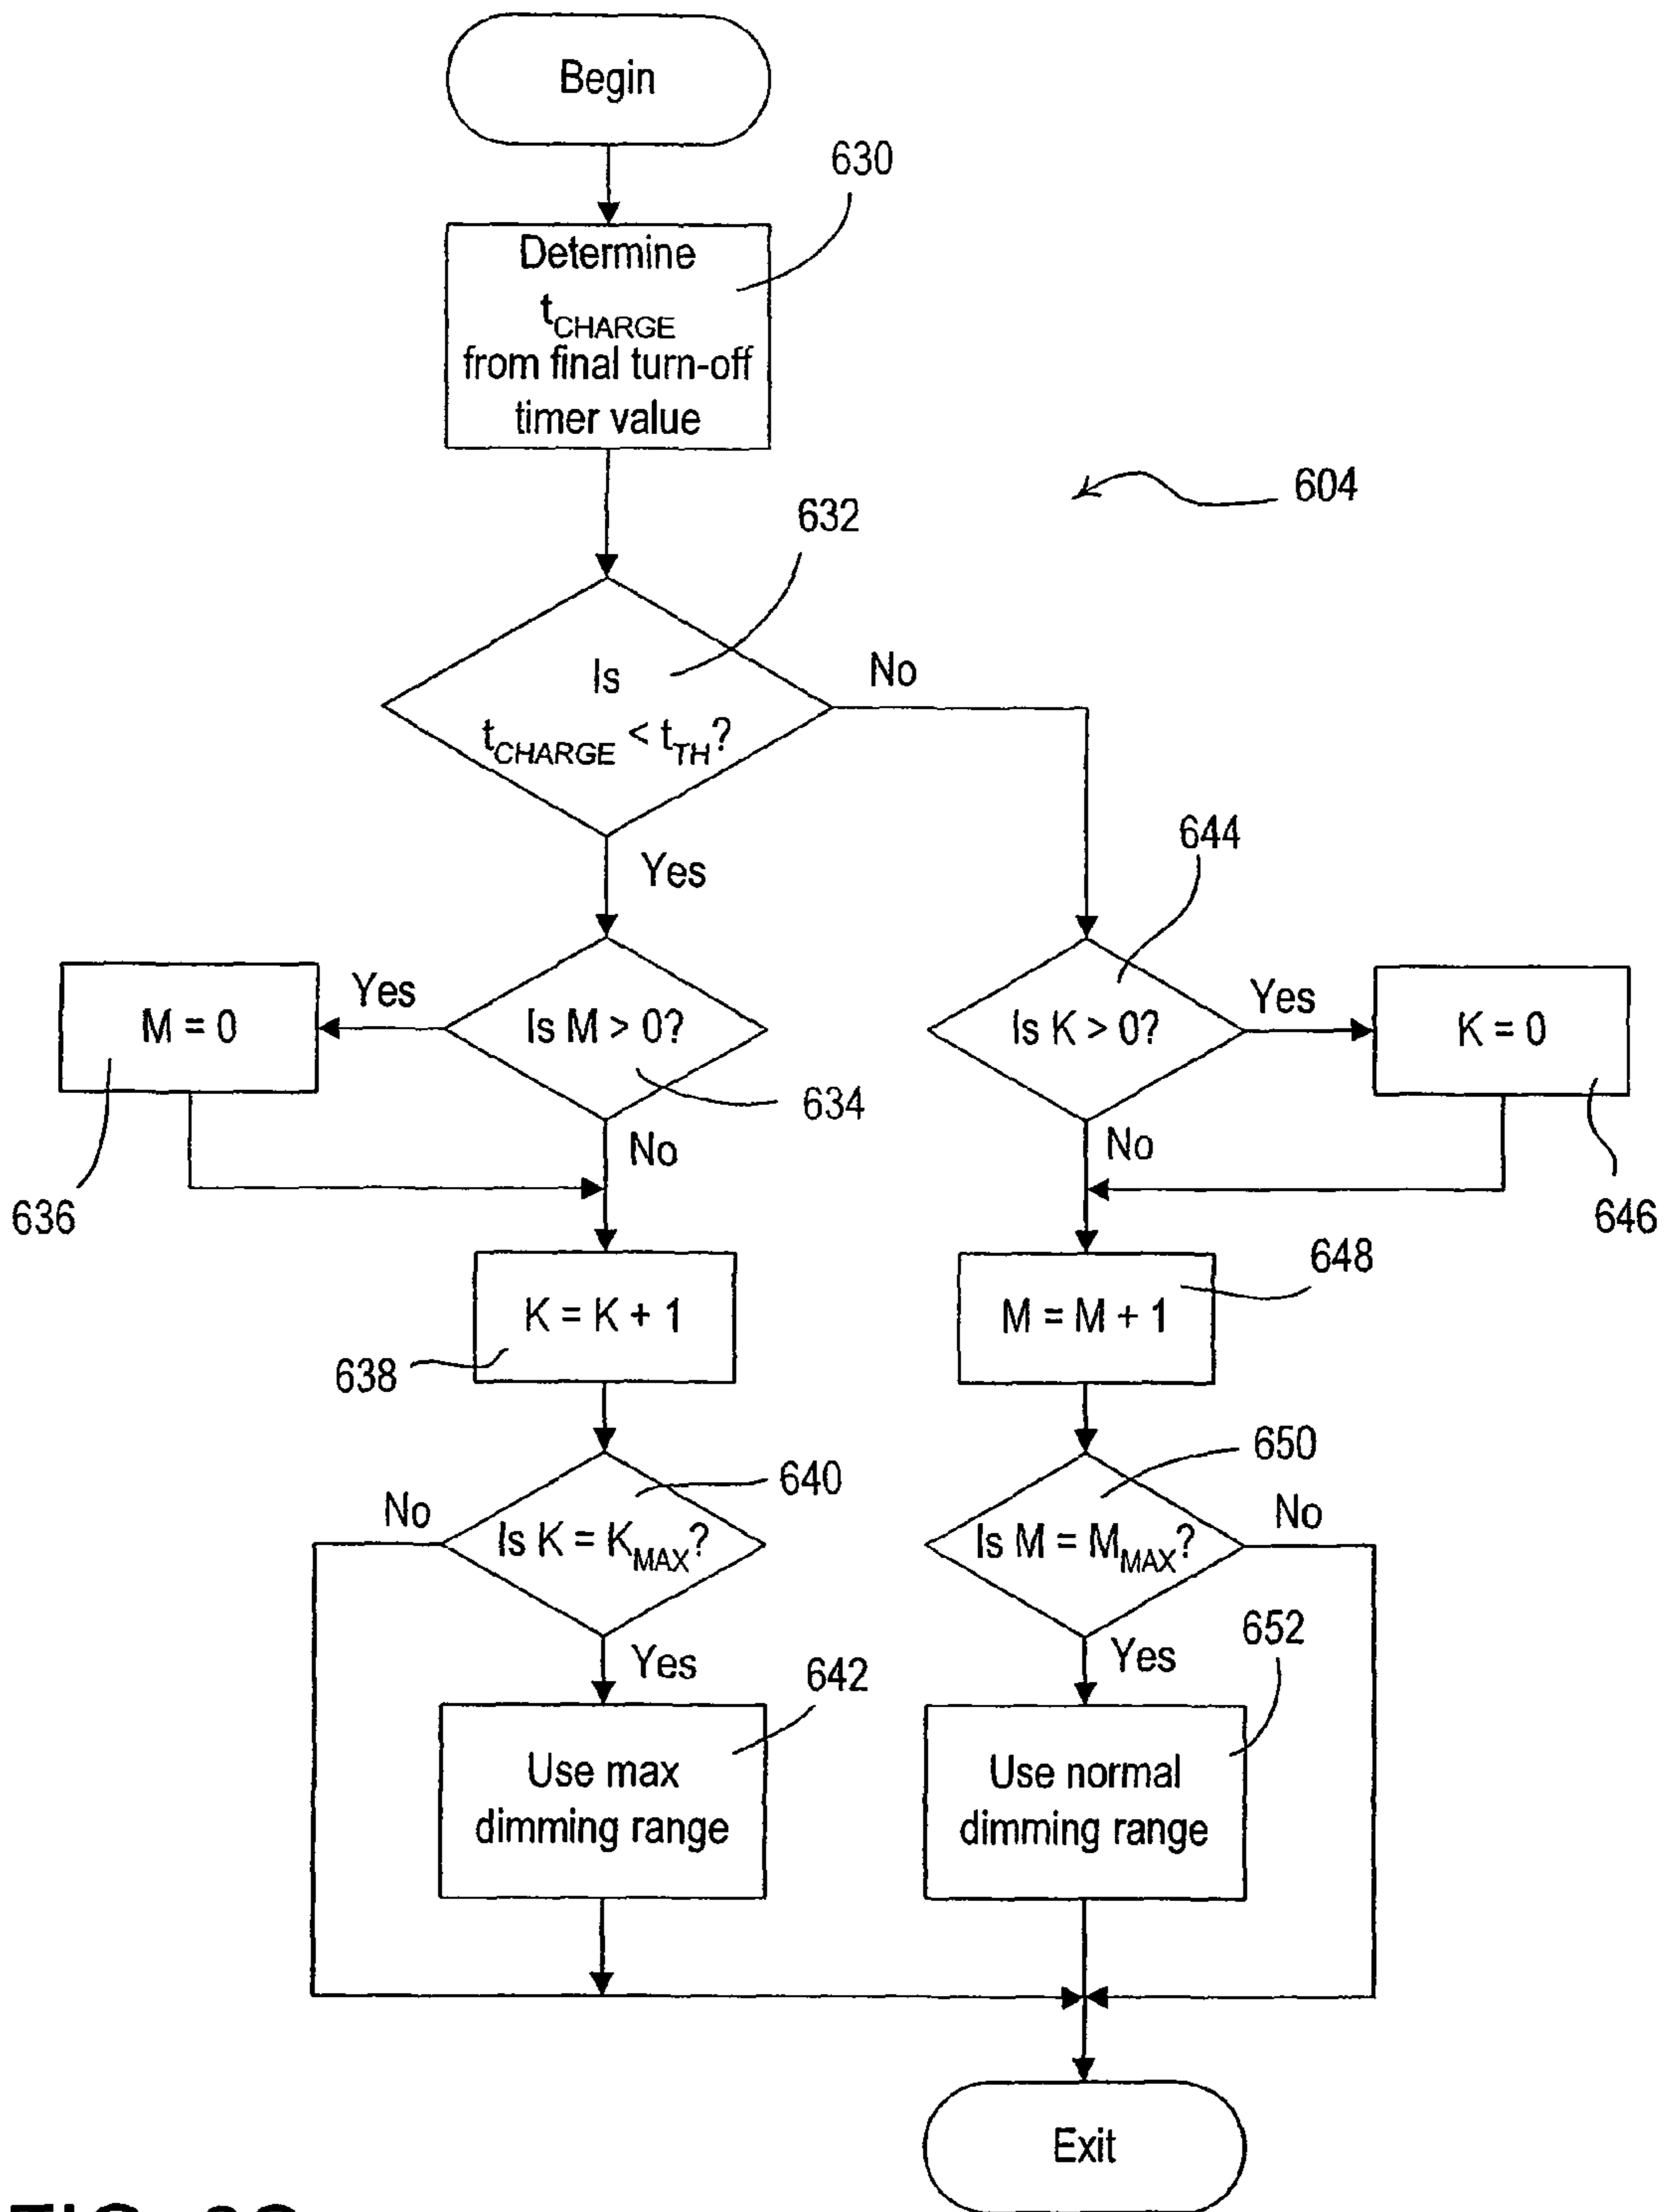 Begin
630
Determine
tCHARGE
from final turn-off
timer value
604
632
Is
tCHARGE < tTH?
No
Yes
644
Yes
M = 0
Is M > 0?
Is K > 0?
Yes
K = 0
634
636
No
No
646
K = K + 1
638
M = M + 1
648
640
650
No
Is K = KMAX?
Is M = MMAX?
No
Yes
642
Yes
652
Use max
dimming range
Use normal
dimming range
Exit